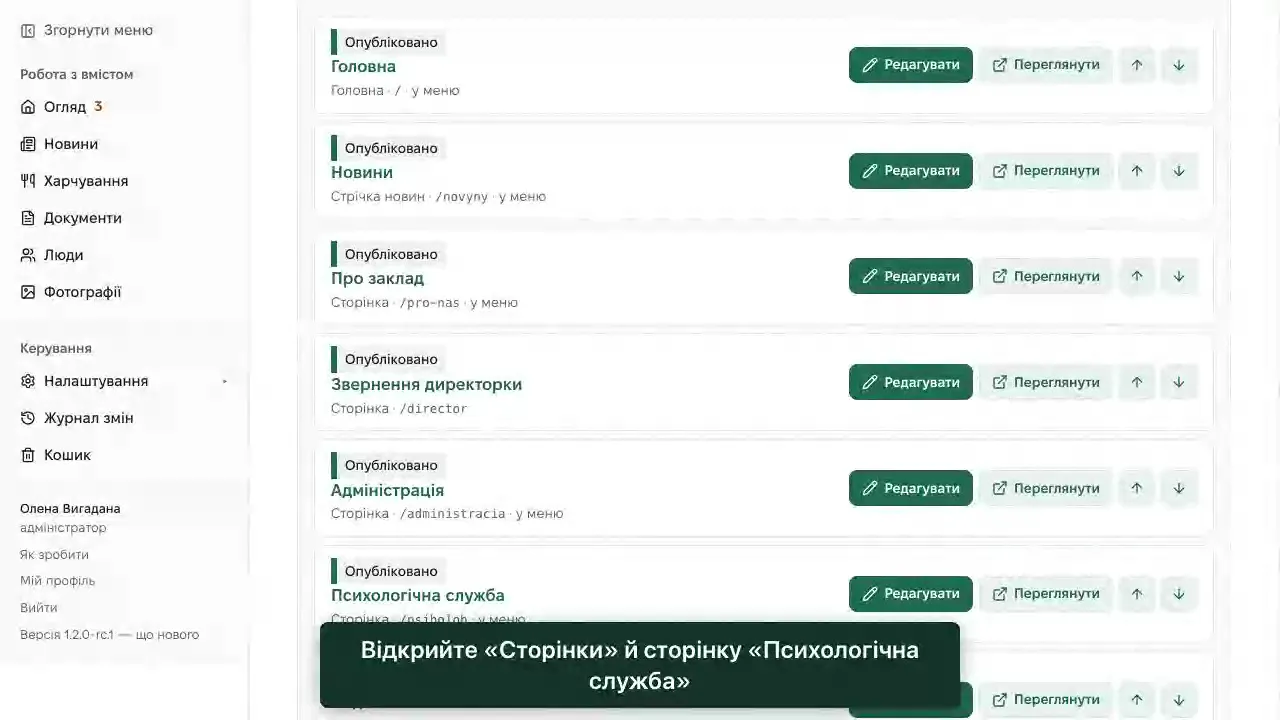 Згорнути меню
Робота з вмістом
Огляд 3
Новини
Харчування
Документи
Люди
Фотографії
Керування
Налаштування
Журнал змін
Кошик
Олена Вигадана
адміністратор
Як зробити
Мій профіль
Вийти
Версія 1.2.0-rc.1 — що нового
Опубліковано
Головна
Головна · / · у меню
Редагувати
Переглянути
Опубліковано
Новини
Стрічка новин · /novyny · у меню
Редагувати
Переглянути
Опубліковано
Про заклад
Сторінка · /pro-nas · у меню
Редагувати
Переглянути
Опубліковано
Звернення директорки
Сторінка · /director
Редагувати
Переглянути
Опубліковано
Адміністрація
Сторінка · /administracia · у меню
Редагувати
Переглянути
Опубліковано
Психологічна служба
Сторінка · /psiholoh · у меню
Редагувати
Переглянути
Відкрийте «Сторінки» й сторінку «Психологічна
служба»
Переглянути